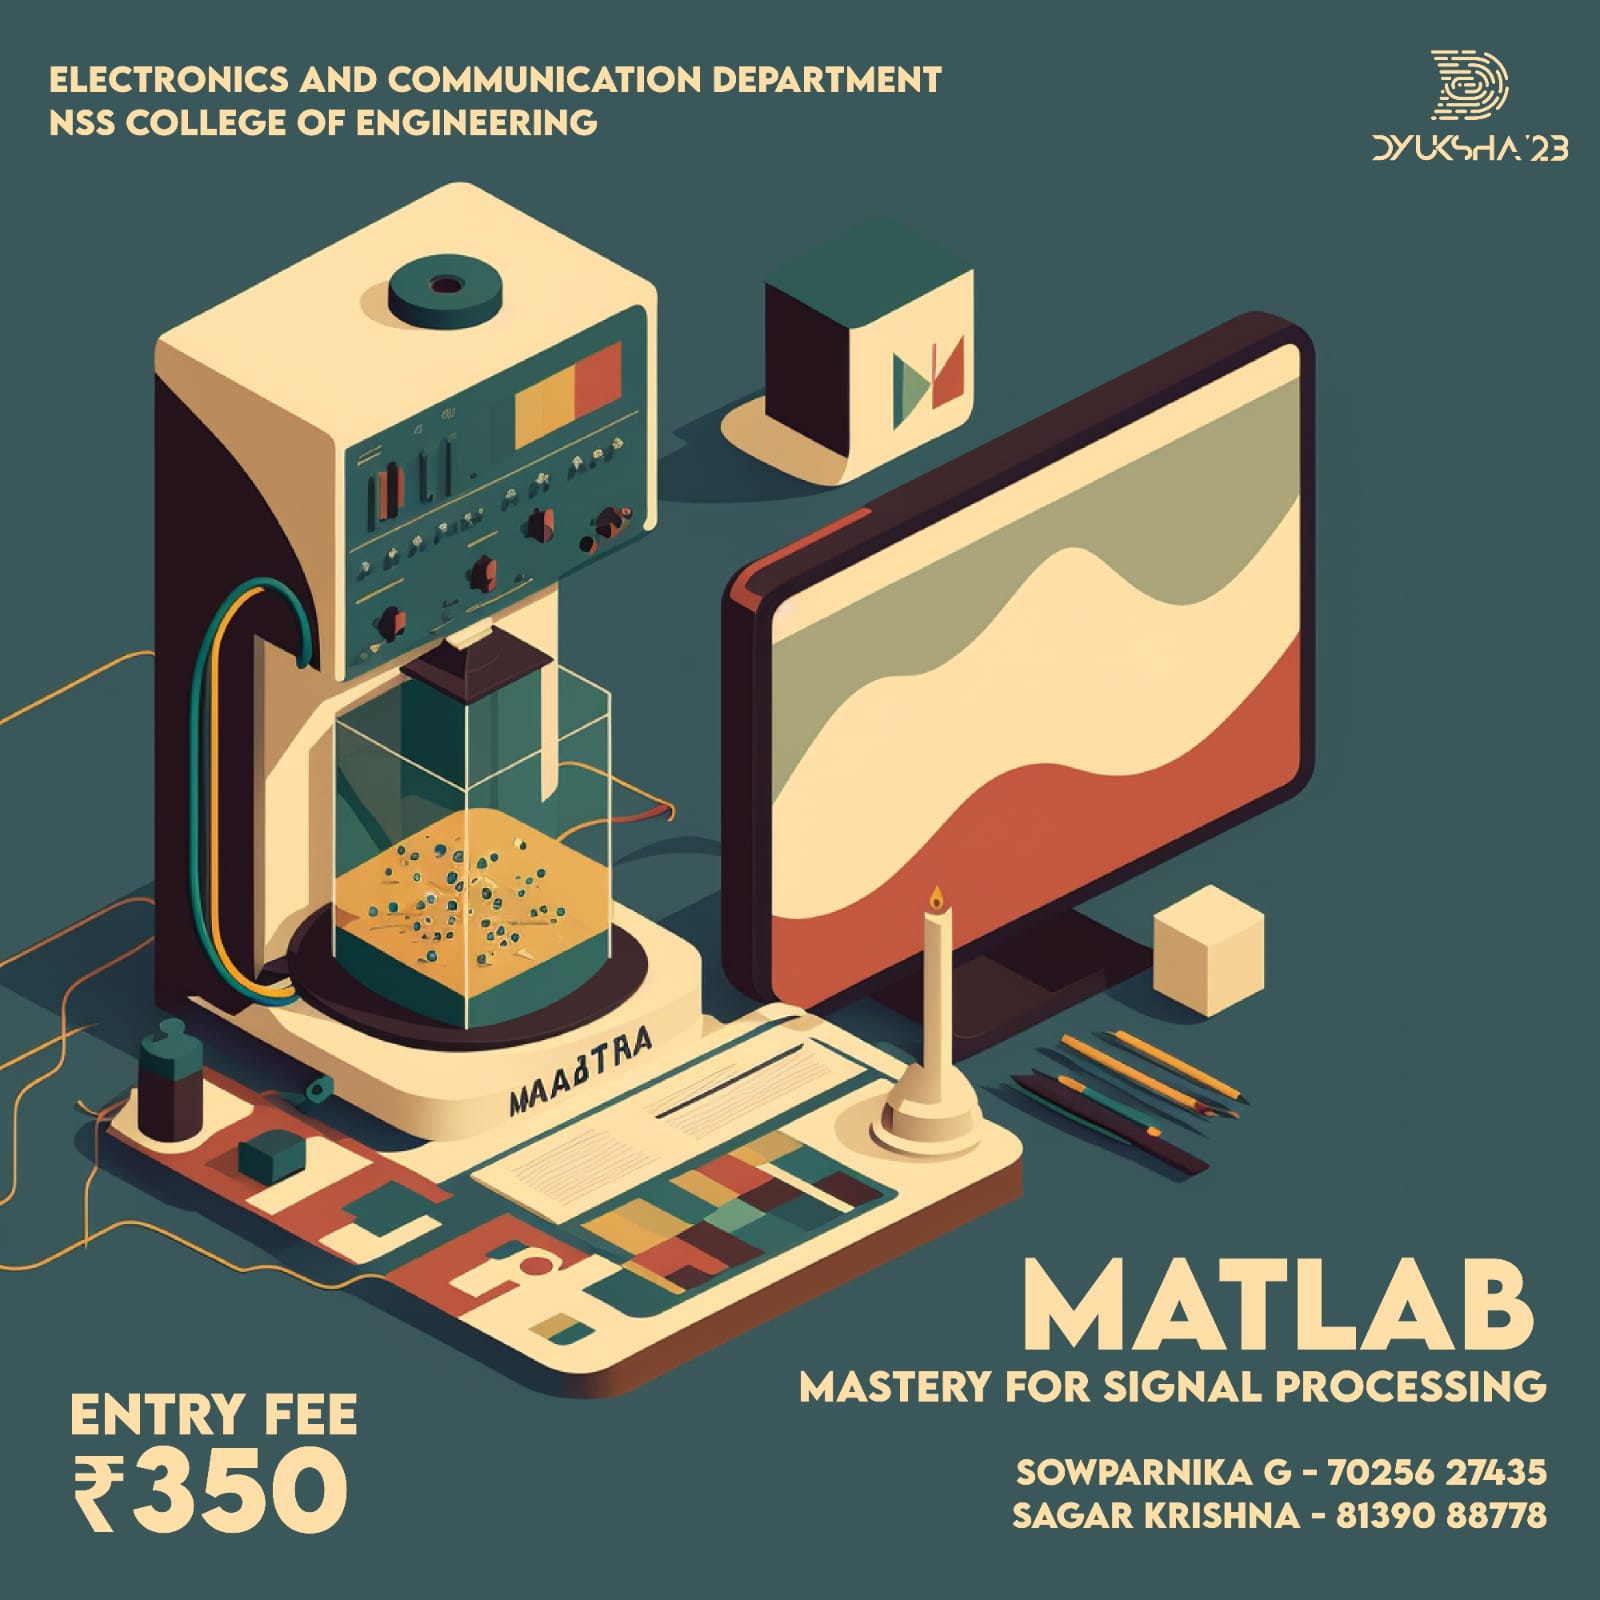 ELECTRONICS AND COMMUNICATION DEPARTMENT
NSS COLLEGE OF ENGINEERING
DYUKSHA '23
MAABTRA
MATLAB
MASTERY FOR SIGNAL PROCESSING
ENTRY FEE
₹350
SOWPARNIKA G - 70256 27435
SAGAR KRISHNA - 81390 88778